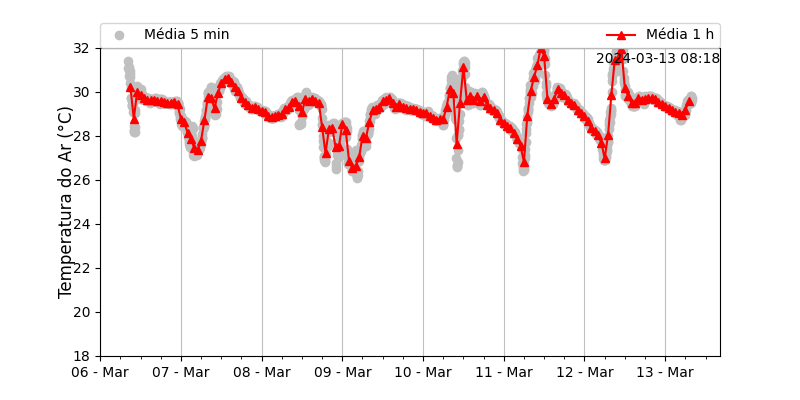 Média 5 min
Média 1 h
2024-03-13 08:18
Temperatura do Ar (°C)
32
30
28
26
24
22
20
18
06 - Mar
07 - Mar
08 - Mar
09 - Mar
10 - Mar
11 - Mar
12 - Mar
13 - Mar